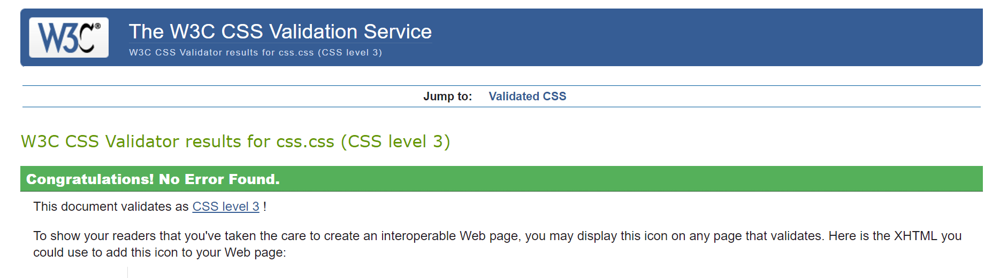 W3C®
The W3C CSS Validation Service
W3C CSS Validator results for css.css (CSS level 3)
Jump to: Validated CSS
W3C CSS Validator results for css.css (CSS level 3)
Congratulations! No Error Found.
This document validates as CSS level 3 !
To show your readers that you've taken the care to create an interoperable Web page, you may display this icon on any page that validates. Here is the XHTML you
could use to add this icon to your Web page: